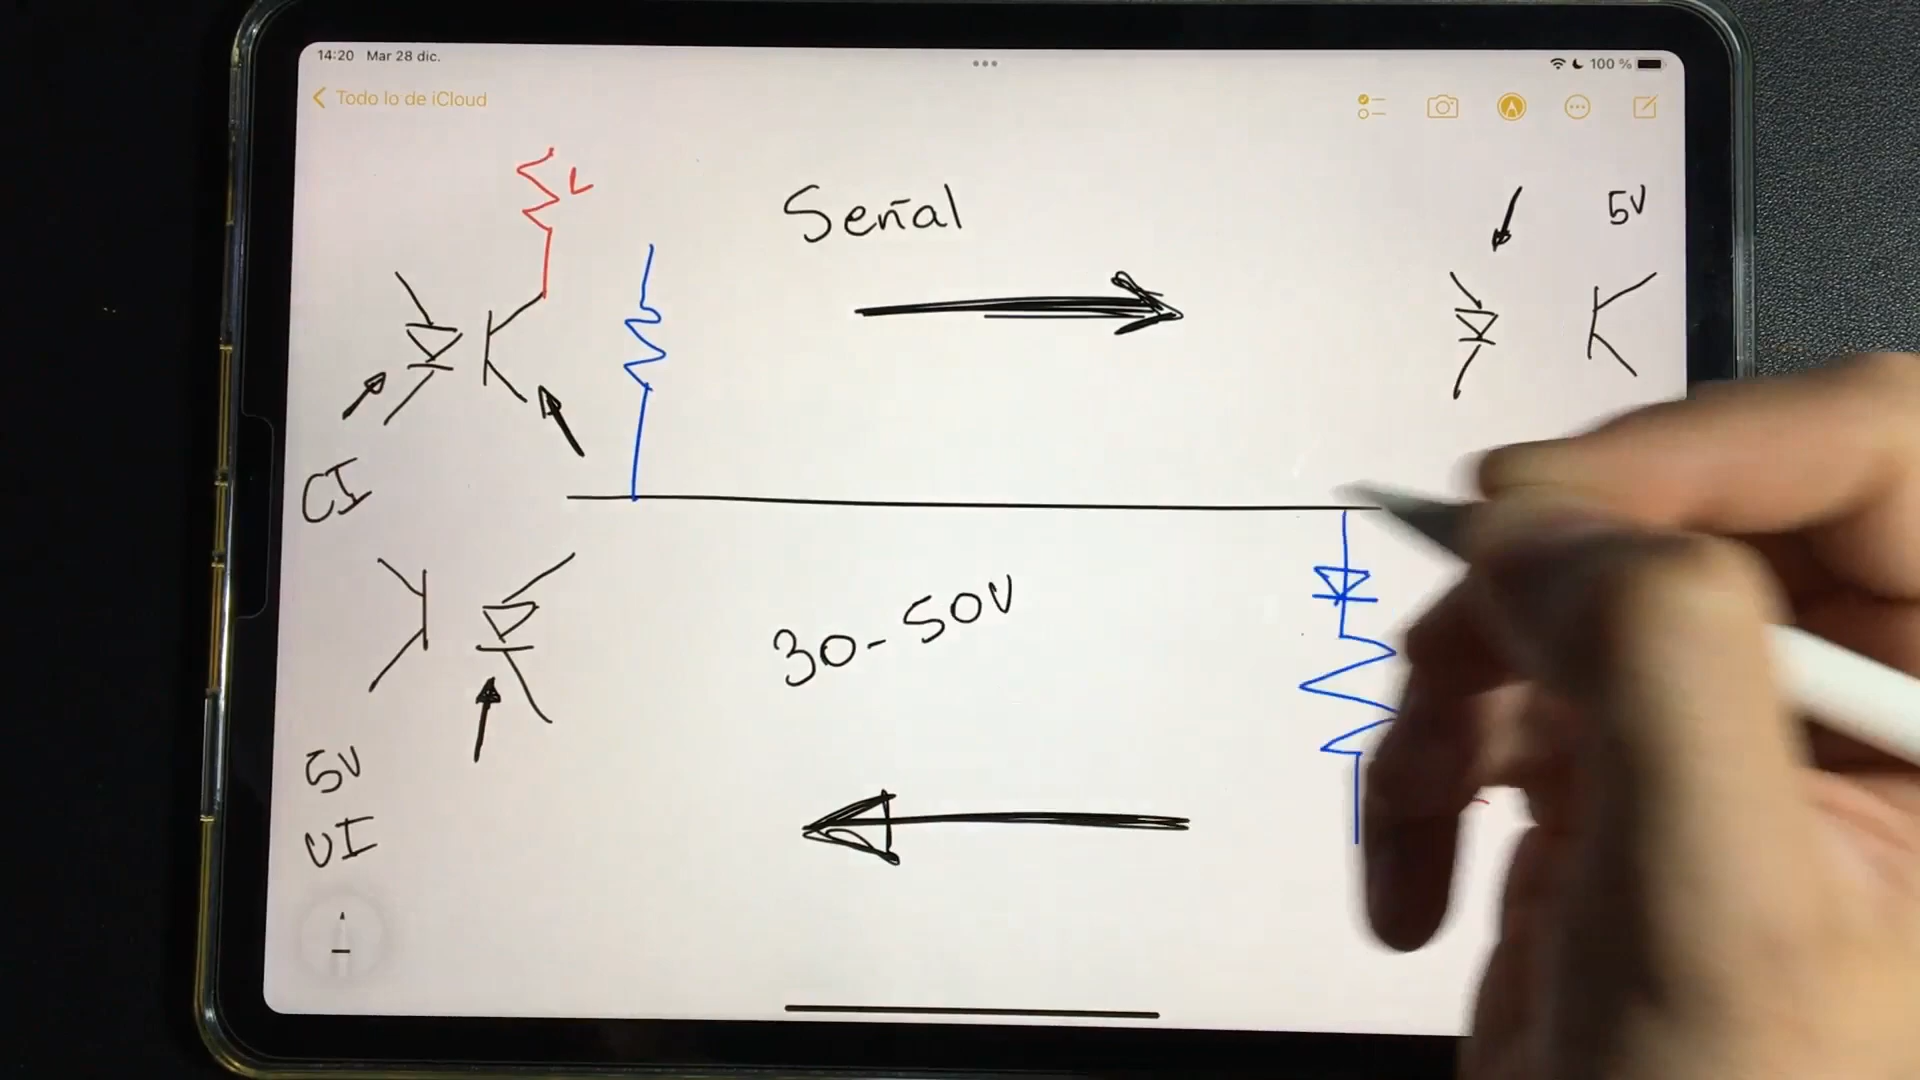 14:20 Mar 28 dic.
100 %
Todo lo de iCloud
L
Señal
5V
CI
30-50V
5V
UI